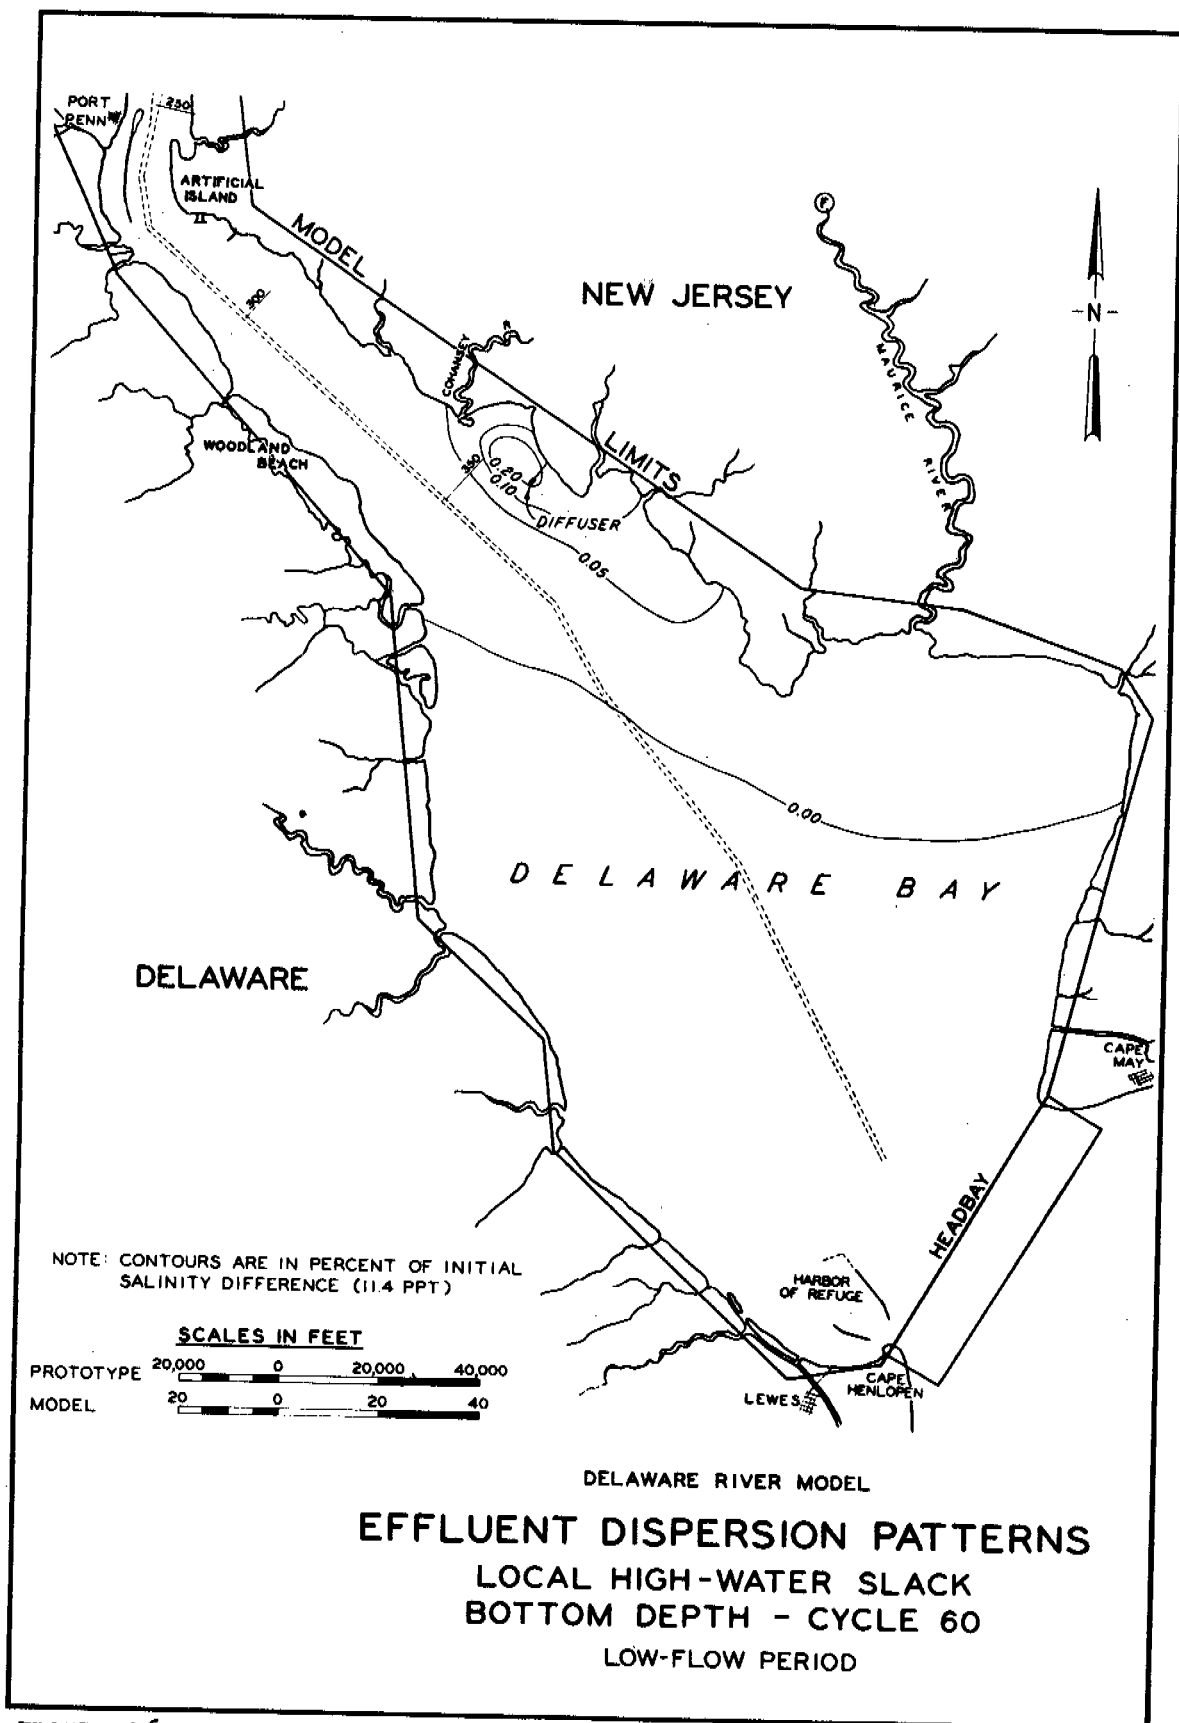 PORT
PENN
250
ARTIFICIAL
ISLAND
MODEL
LIMITS
NEW JERSEY
F
N
MAURICE
RIVER
300
COHANSEY
R
WOODLAND
BEACH
350
0.20
0.10
DIFFUSER
0.05
0.00
DELAWARE BAY
DELAWARE
CAPE
MAY
HEADBAY
HARBOR
OF REFUGE
CAPE
HENLOPEN
LEWES
NOTE: CONTOURS ARE IN PERCENT OF INITIAL
SALINITY DIFFERENCE (11.4 PPT)
SCALES IN FEET
PROTOTYPE 20,000 0 20,000 40,000
MODEL 20 0 20 40
DELAWARE RIVER MODEL
EFFLUENT DISPERSION PATTERNS
LOCAL HIGH-WATER SLACK
BOTTOM DEPTH - CYCLE 60
LOW-FLOW PERIOD